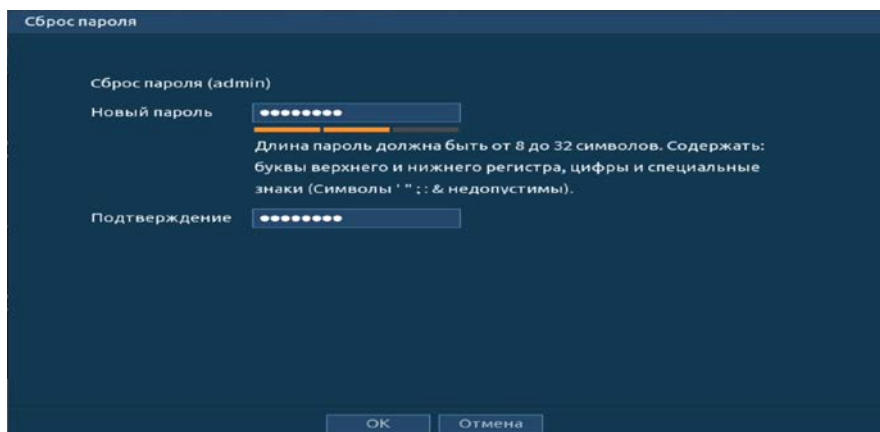 Сброс пароля
Сброс пароля (admin)
Новый пароль ●●●●●●●●
Длина пароль должна быть от 8 до 32 символов. Содержать:
буквы верхнего и нижнего регистра, цифры и специальные
знаки (Символы ' " ; : & недопустимы).
Подтверждение ●●●●●●●●
OK Отмена